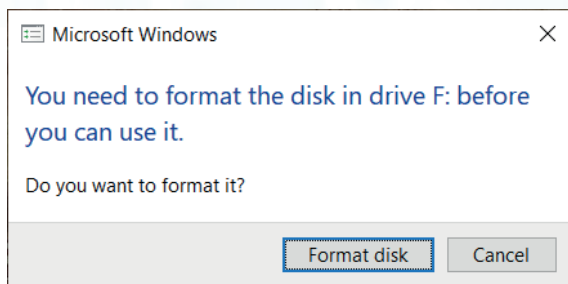 Microsoft Windows
You need to format the disk in drive F: before
you can use it.
Do you want to format it?
Format disk
Cancel